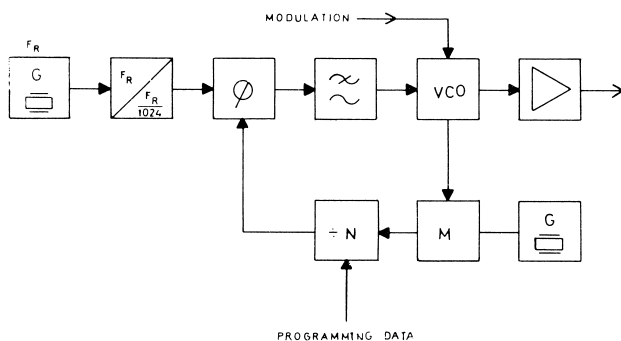 MODULATION
F_R
G
F_R
F_R
1024
φ
VCO
÷ N
M
G
PROGRAMMING DATA